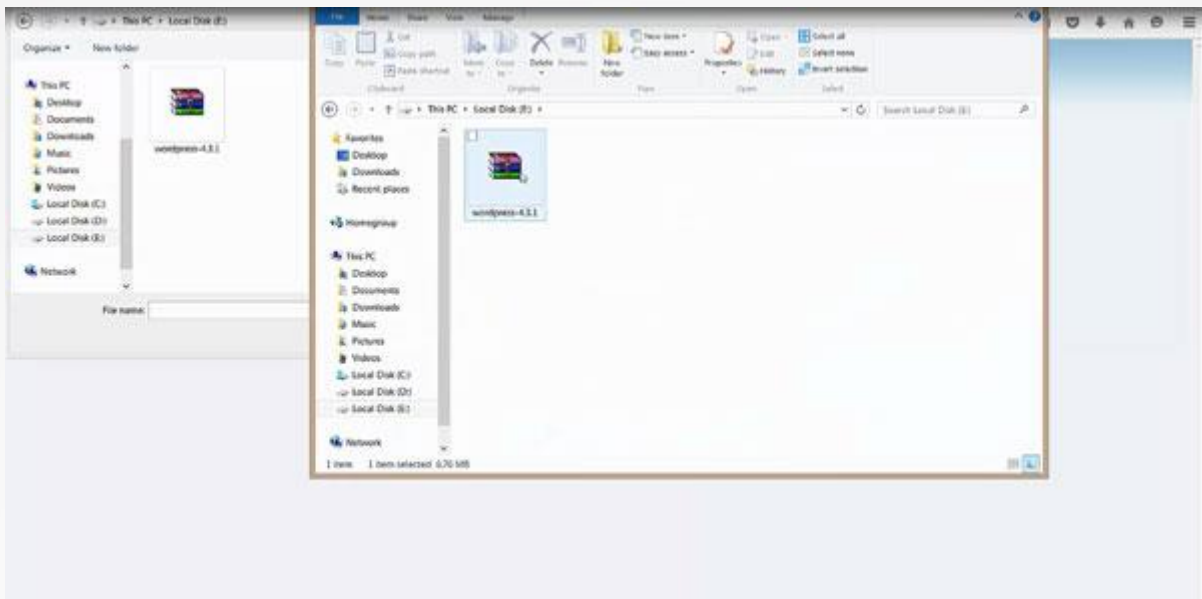 This PC ▸ Local Disk (E:)
Organize
New folder
This PC
Desktop
Documents
Downloads
Music
Pictures
Videos
Local Disk (C:)
Local Disk (D:)
Local Disk (E:)
Network
wordpress-4.3.1
File name:
File
Home
Share
View
Manage
Copy
Paste
Cut
Copy path
Paste shortcut
Move to
Copy to
Delete
Rename
New folder
New item
Easy access
Properties
Open
Edit
History
Select all
Select none
Invert selection
Clipboard
Organize
New
Open
Select
This PC ▸ Local Disk (E:)
Search Local Disk (E:)
Favorites
Desktop
Downloads
Recent places
Homegroup
This PC
Desktop
Documents
Downloads
Music
Pictures
Videos
Local Disk (C:)
Local Disk (D:)
Local Disk (E:)
Network
wordpress-4.3.1
1 item
1 item selected 6.76 MB